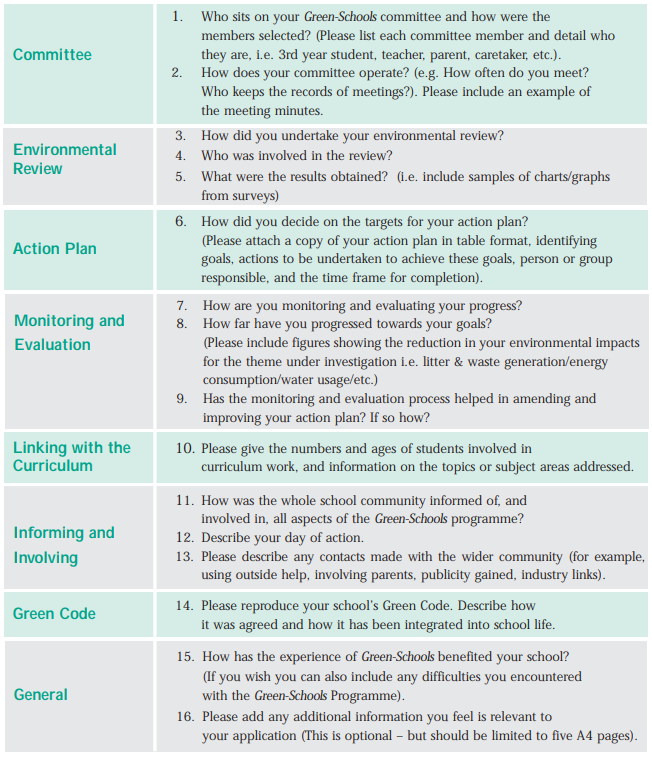 Committee
1. Who sits on your Green-Schools committee and how were the
members selected? (Please list each committee member and detail who
they are, i.e. 3rd year student, teacher, parent, caretaker, etc.).
2. How does your committee operate? (e.g. How often do you meet?
Who keeps the records of meetings?). Please include an example of
the meeting minutes.
Environmental
Review
3. How did you undertake your environmental review?
4. Who was involved in the review?
5. What were the results obtained? (i.e. include samples of charts/graphs
from surveys)
Action Plan
6. How did you decide on the targets for your action plan?
(Please attach a copy of your action plan in table format, identifying
goals, actions to be undertaken to achieve these goals, person or group
responsible, and the time frame for completion).
Monitoring and
Evaluation
7. How are you monitoring and evaluating your progress?
8. How far have you progressed towards your goals?
(Please include figures showing the reduction in your environmental impacts
for the theme under investigation i.e. litter & waste generation/energy
consumption/water usage/etc.)
9. Has the monitoring and evaluation process helped in amending and
improving your action plan? If so how?
Linking with the
Curriculum
10. Please give the numbers and ages of students involved in
curriculum work, and information on the topics or subject areas addressed.
Informing and
Involving
11. How was the whole school community informed of, and
involved in, all aspects of the Green-Schools programme?
12. Describe your day of action.
13. Please describe any contacts made with the wider community (for example,
using outside help, involving parents, publicity gained, industry links).
Green Code
14. Please reproduce your school's Green Code. Describe how
it was agreed and how it has been integrated into school life.
General
15. How has the experience of Green-Schools benefited your school?
(If you wish you can also include any difficulties you encountered
with the Green-Schools Programme).
16. Please add any additional information you feel is relevant to
your application (This is optional – but should be limited to five A4 pages).